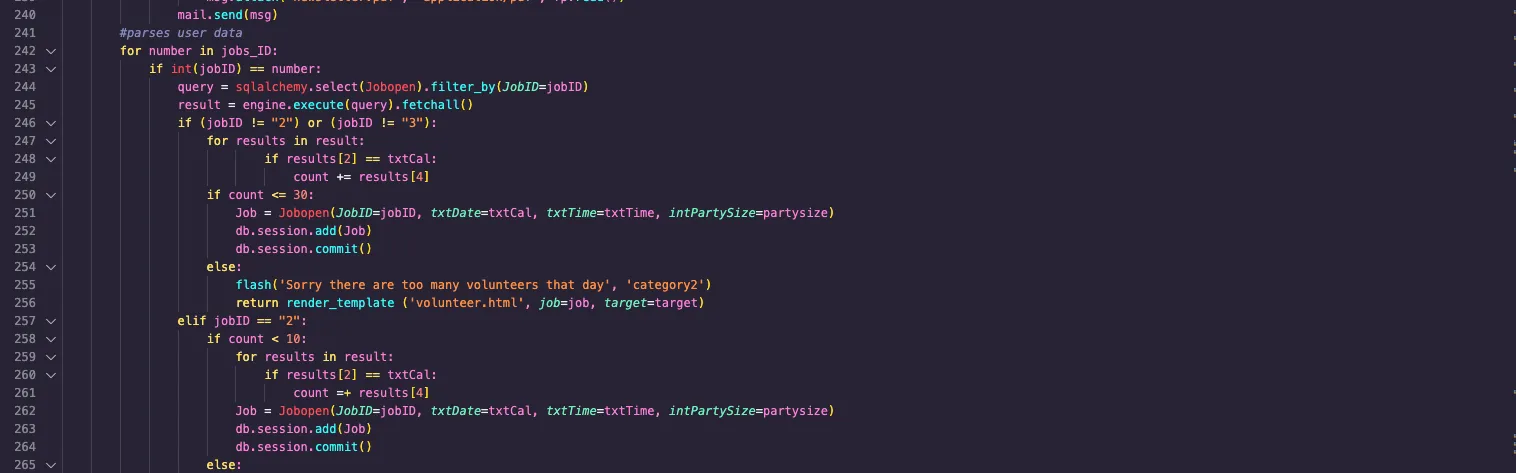 240 mail.send(msg)
241 #parses user data
242 for number in jobs_ID:
243 if int(jobID) == number:
244 query = sqlalchemy.select(Jobopen).filter_by(JobID=jobID)
245 result = engine.execute(query).fetchall()
246 if (jobID != "2") or (jobID != "3"):
247 for results in result:
248 if results[2] == txtCal:
249 count += results[4]
250 if count <= 30:
251 Job = Jobopen(JobID=jobID, txtDate=txtCal, txtTime=txtTime, intPartySize=partysize)
252 db.session.add(Job)
253 db.session.commit()
254 else:
255 flash('Sorry there are too many volunteers that day', 'category2')
256 return render_template ('volunteer.html', job=job, target=target)
257 elif jobID == "2":
258 if count < 10:
259 for results in result:
260 if results[2] == txtCal:
261 count =+ results[4]
262 Job = Jobopen(JobID=jobID, txtDate=txtCal, txtTime=txtTime, intPartySize=partysize)
263 db.session.add(Job)
264 db.session.commit()
265 else: